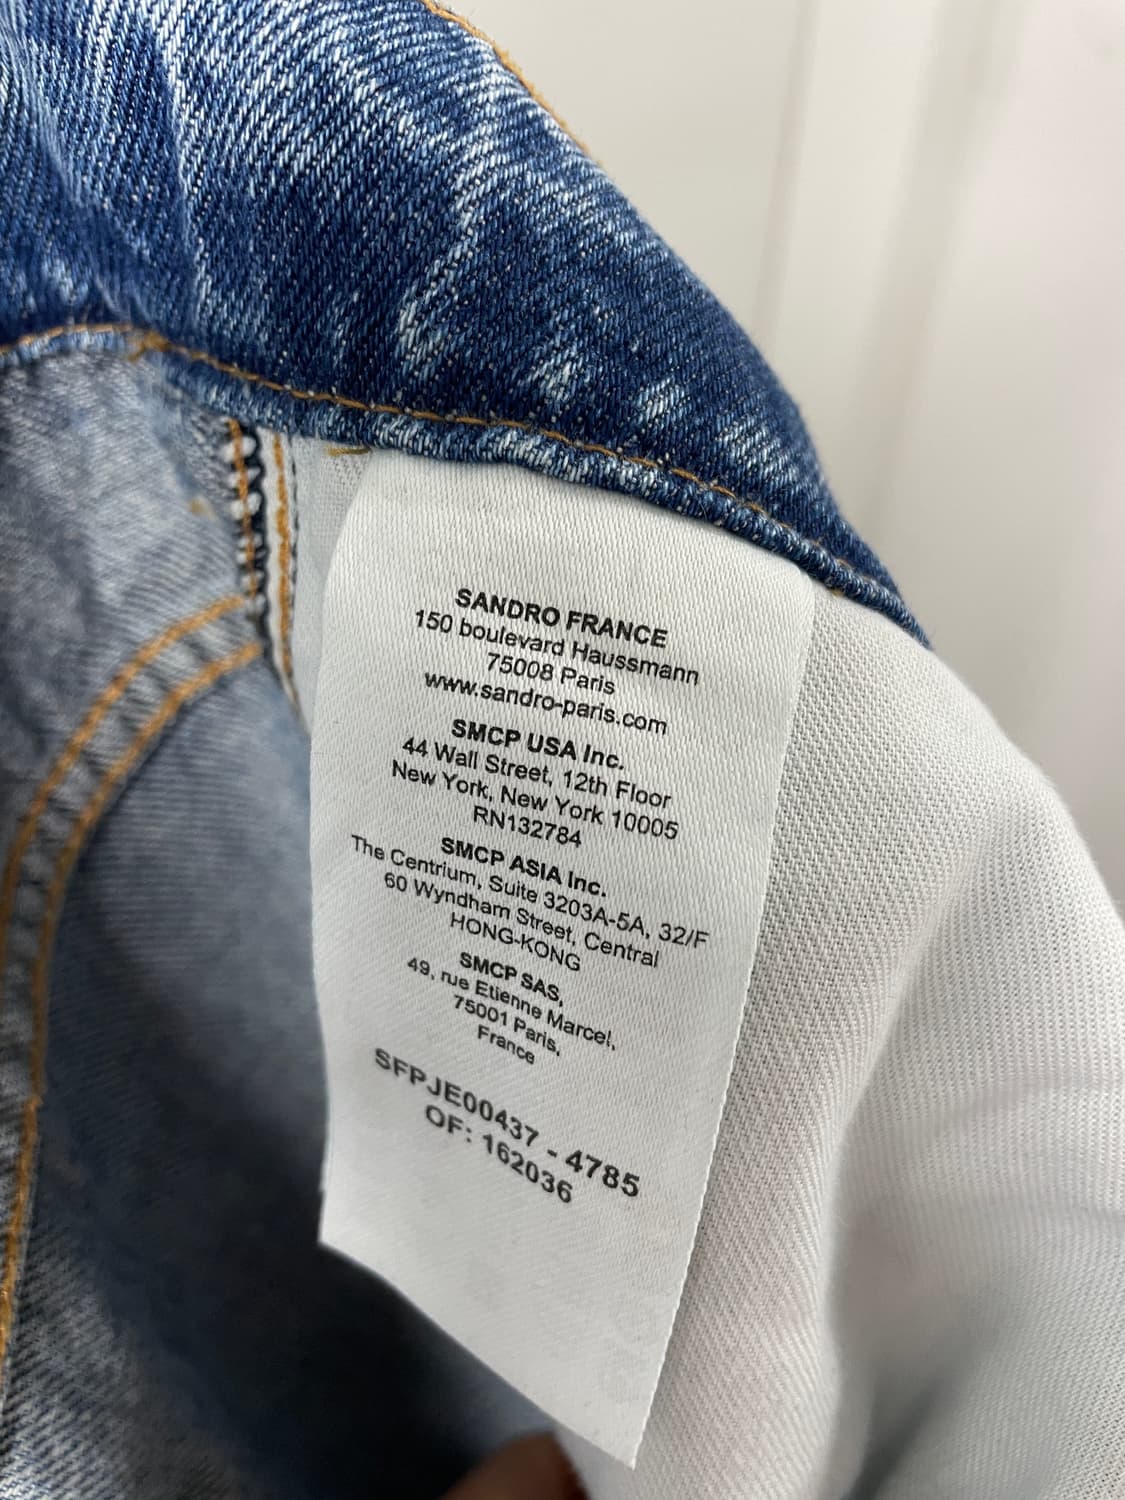 SANDRO FRANCE
150 boulevard Haussmann
75008 Paris
www.sandro-paris.com
SMCP USA Inc.
44 Wall Street, 12th Floor
New York, New York 10005
RN132784
SMCP ASIA Inc.
The Centrium, Suite 3203A-5A, 32/F
60 Wyndham Street, Central
HONG-KONG
SMCP SAS,
49, rue Etienne Marcel,
75001 Paris,
France
SFPJE00437 - 4785
OF: 162036